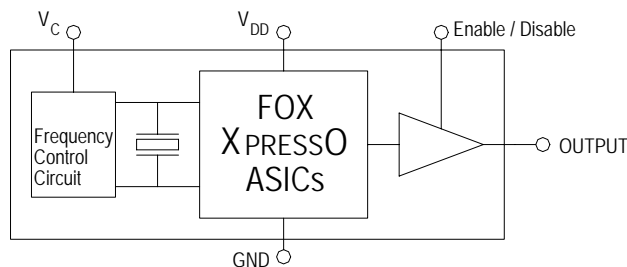 VC
VDD
Enable / Disable
Frequency
Control
Circuit
FOX
XPRESSO
ASICs
OUTPUT
GND